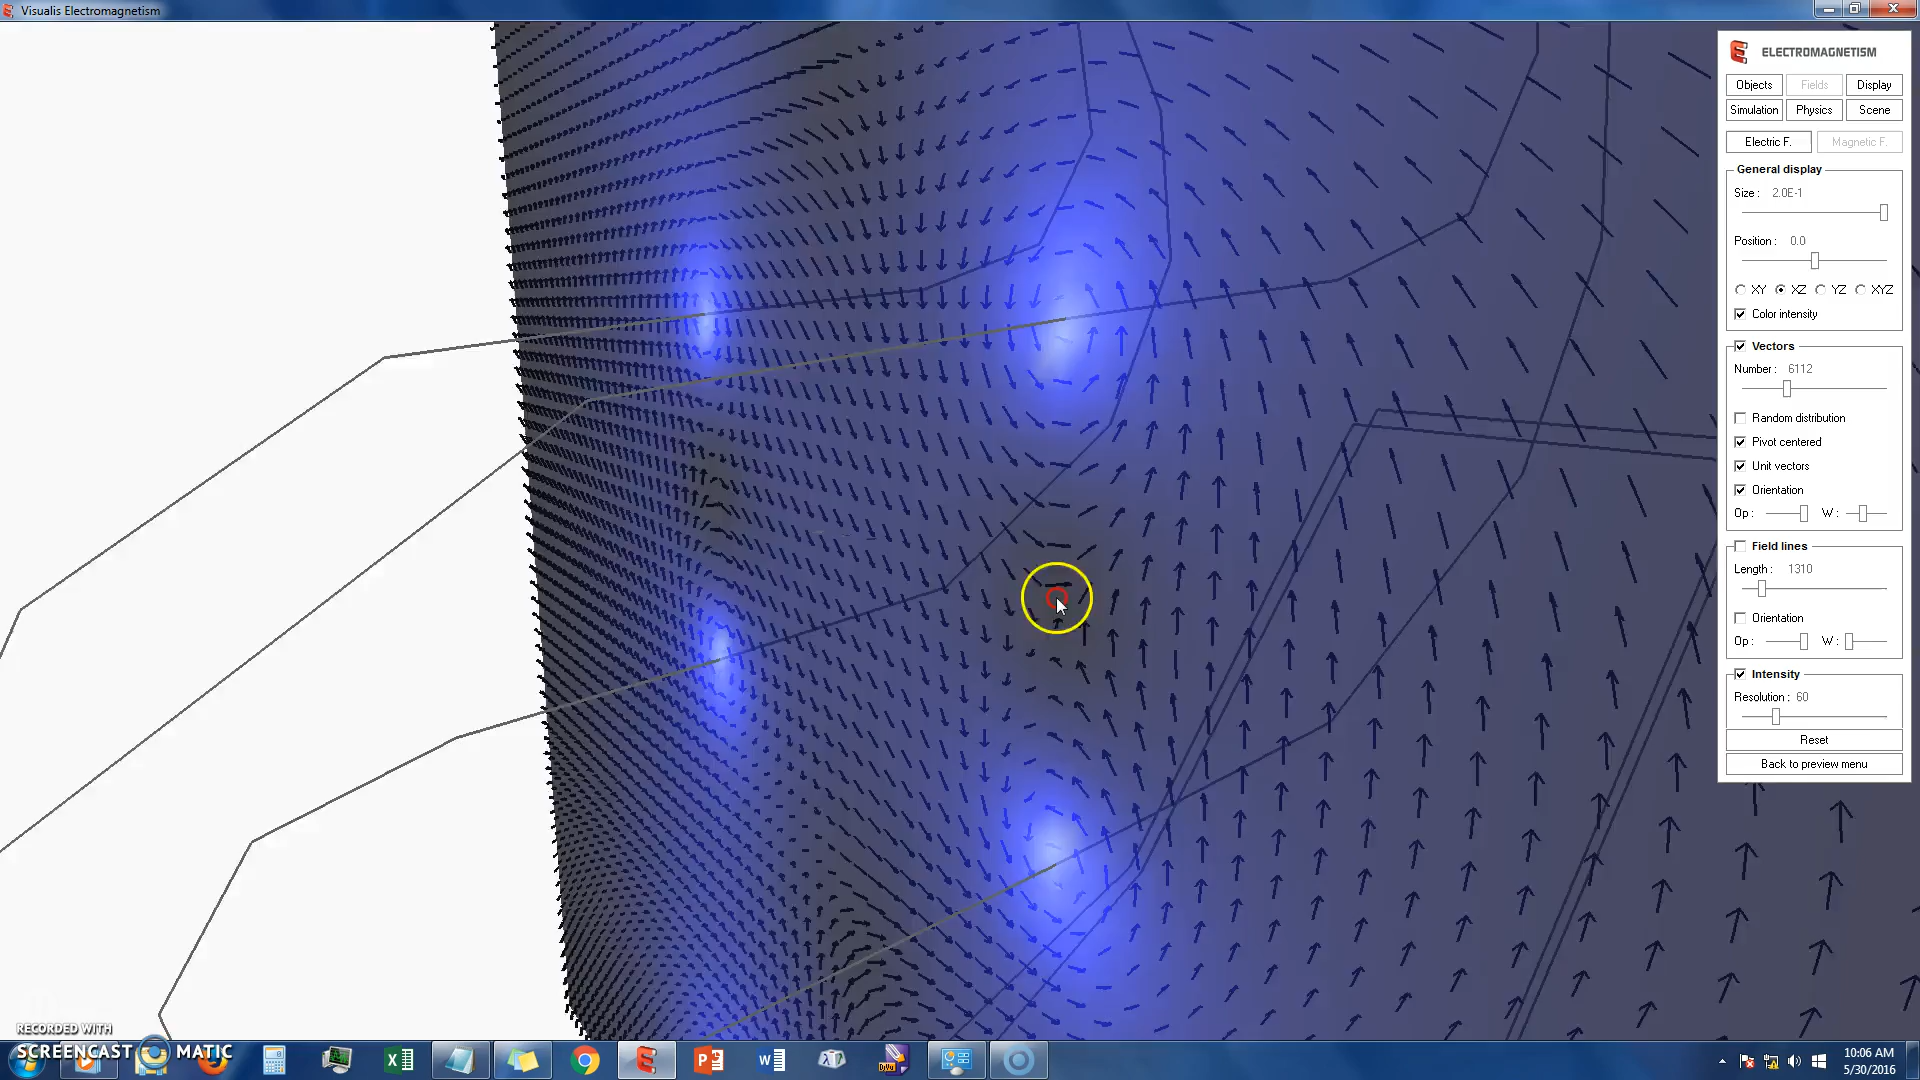 Visualis Electromagnetism
ELECTROMAGNETISM
Objects Fields Display
Simulation Physics Scene
Electric F. Magnetic F.
General display
Size : 2.0E-1
Position : 0.0
XY XZ YZ XYZ
Color intensity
Vectors
Number : 6112
Random distribution
Pivot centered
Unit vectors
Orientation
Op : W :
Field lines
Length : 1310
Orientation
Op : W :
Intensity
Resolution : 60
Reset
Back to preview menu
RECORDED WITH
SCREENCAST MATIC
10:06 AM
5/30/2016